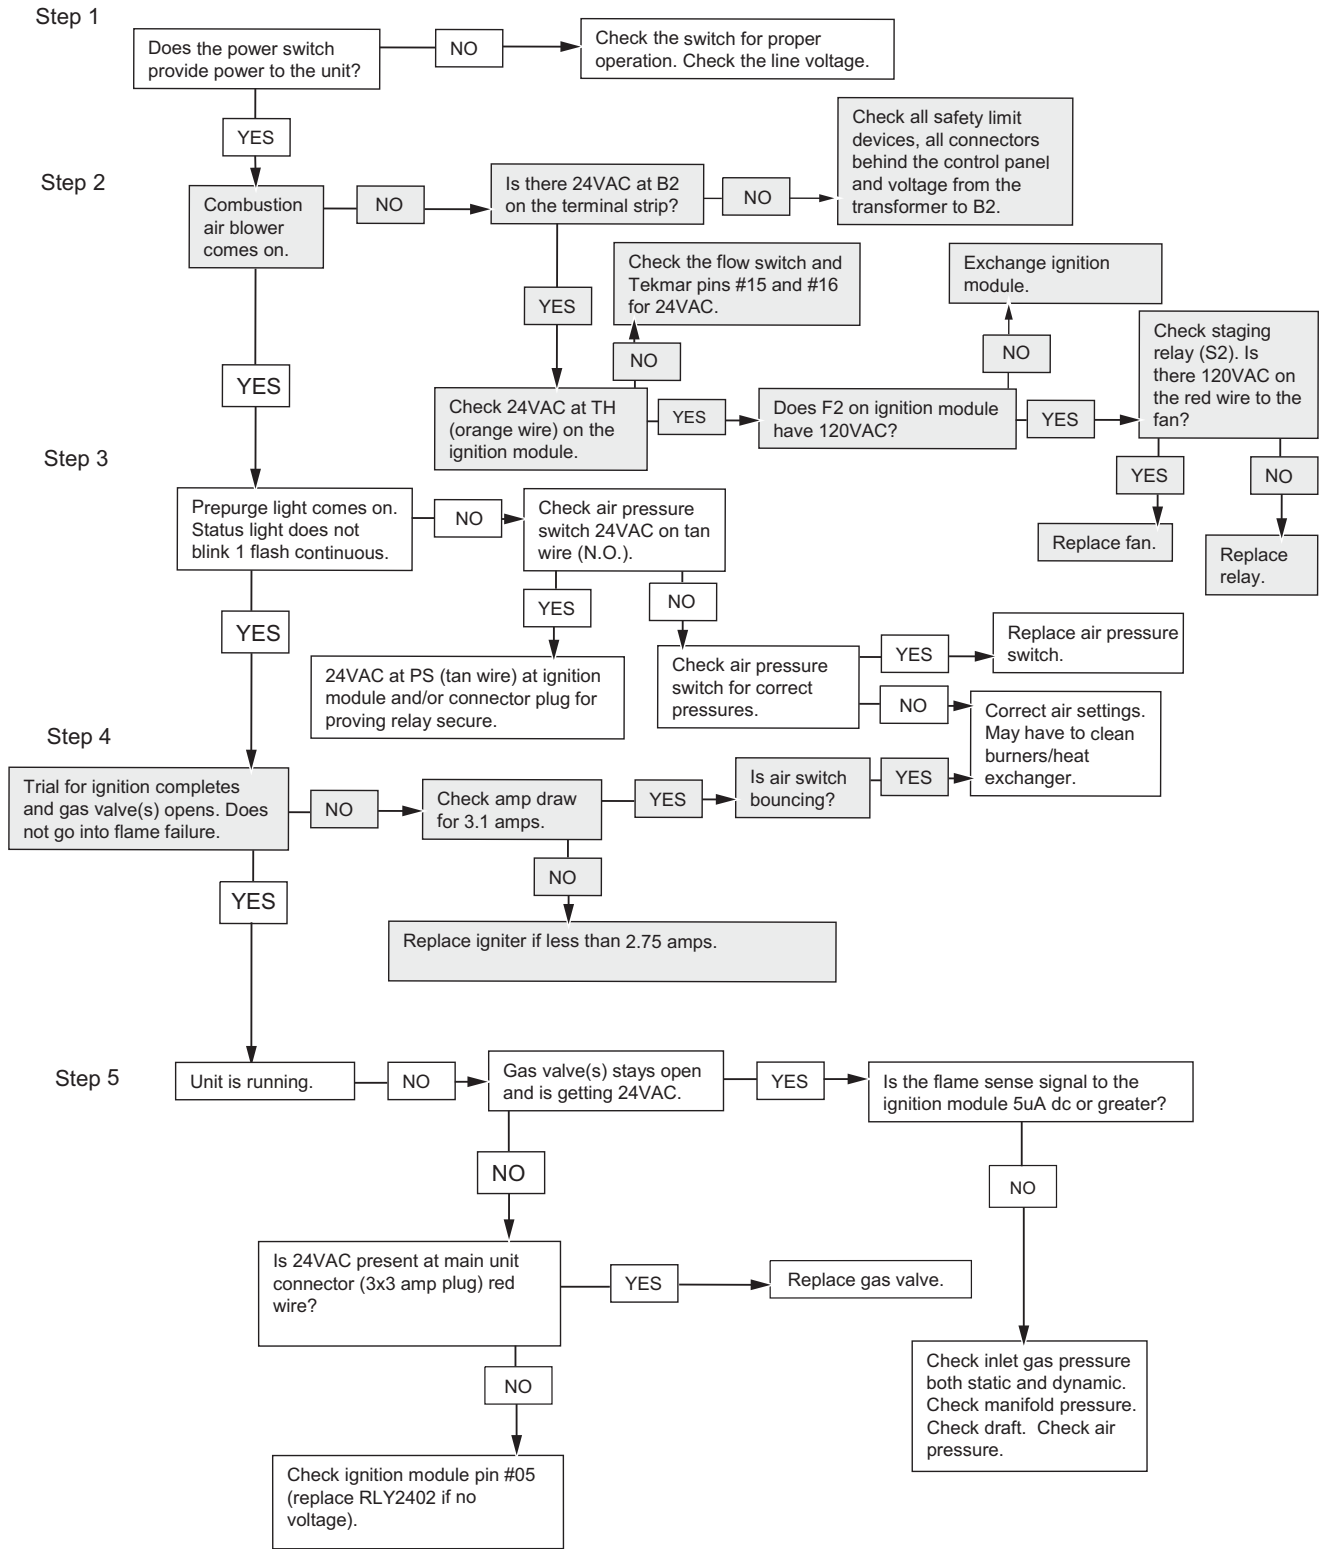 Step 1
Does the power switch
provide power to the unit?
NO
Check the switch for proper
operation. Check the line voltage.
YES
Step 2
Combustion
air blower
comes on.
NO
Is there 24VAC at B2
on the terminal strip?
NO
Check all safety limit
devices, all connectors
behind the control panel
and voltage from the
transformer to B2.
YES
Check the flow switch and
Tekmar pins #15 and #16
for 24VAC.
NO
Check 24VAC at TH
(orange wire) on the
ignition module.
YES
Does F2 on ignition module
have 120VAC?
NO
Exchange ignition
module.
YES
Check staging
relay (S2). Is
there 120VAC on
the red wire to the
fan?
YES
Replace fan.
NO
Replace
relay.
YES
Step 3
Prepurge light comes on.
Status light does not
blink 1 flash continuous.
NO
Check air pressure
switch 24VAC on tan
wire (N.O.).
YES
24VAC at PS (tan wire) at ignition
module and/or connector plug for
proving relay secure.
NO
Check air pressure
switch for correct
pressures.
YES
Replace air pressure
switch.
NO
Correct air settings.
May have to clean
burners/heat
exchanger.
YES
Step 4
Trial for ignition completes
and gas valve(s) opens. Does
not go into flame failure.
NO
Check amp draw
for 3.1 amps.
YES
Is air switch
bouncing?
YES
NO
Replace igniter if less than 2.75 amps.
YES
Step 5
Unit is running.
NO
Gas valve(s) stays open
and is getting 24VAC.
YES
Is the flame sense signal to the
ignition module 5uA dc or greater?
NO
NO
Is 24VAC present at main unit
connector (3x3 amp plug) red
wire?
YES
Replace gas valve.
NO
Check ignition module pin #05
(replace RLY2402 if no
voltage).
Check inlet gas pressure
both static and dynamic.
Check manifold pressure.
Check draft. Check air
pressure.